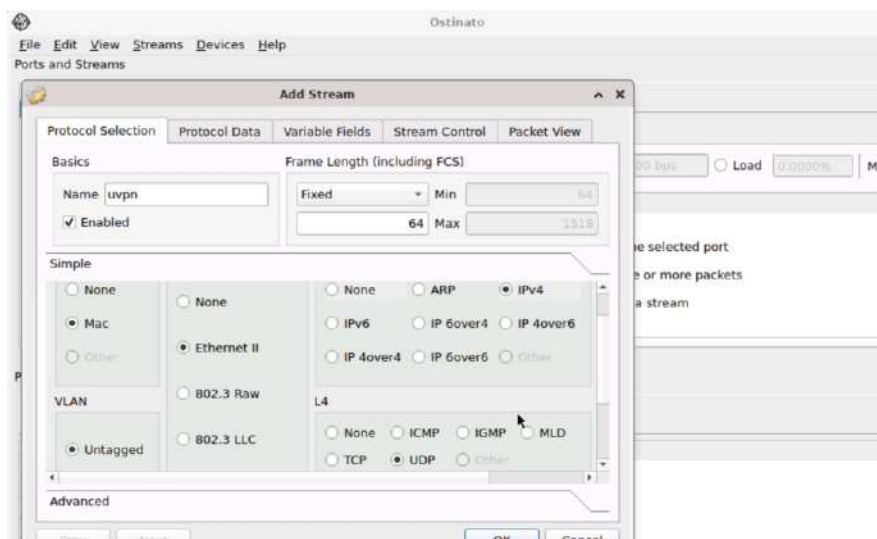 Ostinato
File Edit View Streams Devices Help
Ports and Streams
Add Stream
Protocol Selection Protocol Data Variable Fields Stream Control Packet View
Basics
Frame Length (including FCS)
Name uvpn
Fixed Min 64
Enabled
64 Max 1518
bps Load 0.0000% M
selected port
or more packets
a stream
Simple
None
Mac
Other
None
Ethernet II
802.3 Raw
802.3 LLC
None ARP IPv4
IPv6 IP 6over4 IP 4over6
IP 4over4 IP 6over6 Other
VLAN
Untagged
L4
None ICMP IGMP MLD
TCP UDP Other
Advanced
OK Cancel